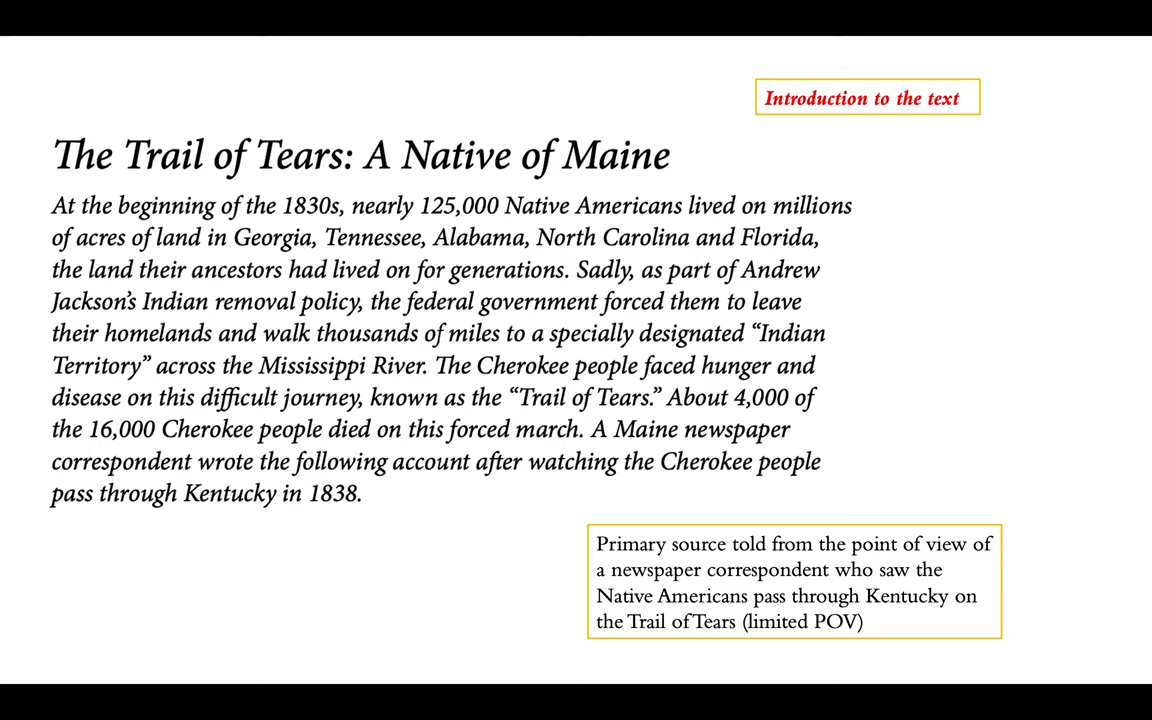 Introduction to the text
The Trail of Tears: A Native of Maine
At the beginning of the 1830s, nearly 125,000 Native Americans lived on millions
of acres of land in Georgia, Tennessee, Alabama, North Carolina and Florida,
the land their ancestors had lived on for generations. Sadly, as part of Andrew
Jackson’s Indian removal policy, the federal government forced them to leave
their homelands and walk thousands of miles to a specially designated “Indian
Territory” across the Mississippi River. The Cherokee people faced hunger and
disease on this difficult journey, known as the “Trail of Tears.” About 4,000 of
the 16,000 Cherokee people died on this forced march. A Maine newspaper
correspondent wrote the following account after watching the Cherokee people
pass through Kentucky in 1838.
Primary source told from the point of view of
a newspaper correspondent who saw the
Native Americans pass through Kentucky on
the Trail of Tears (limited POV)